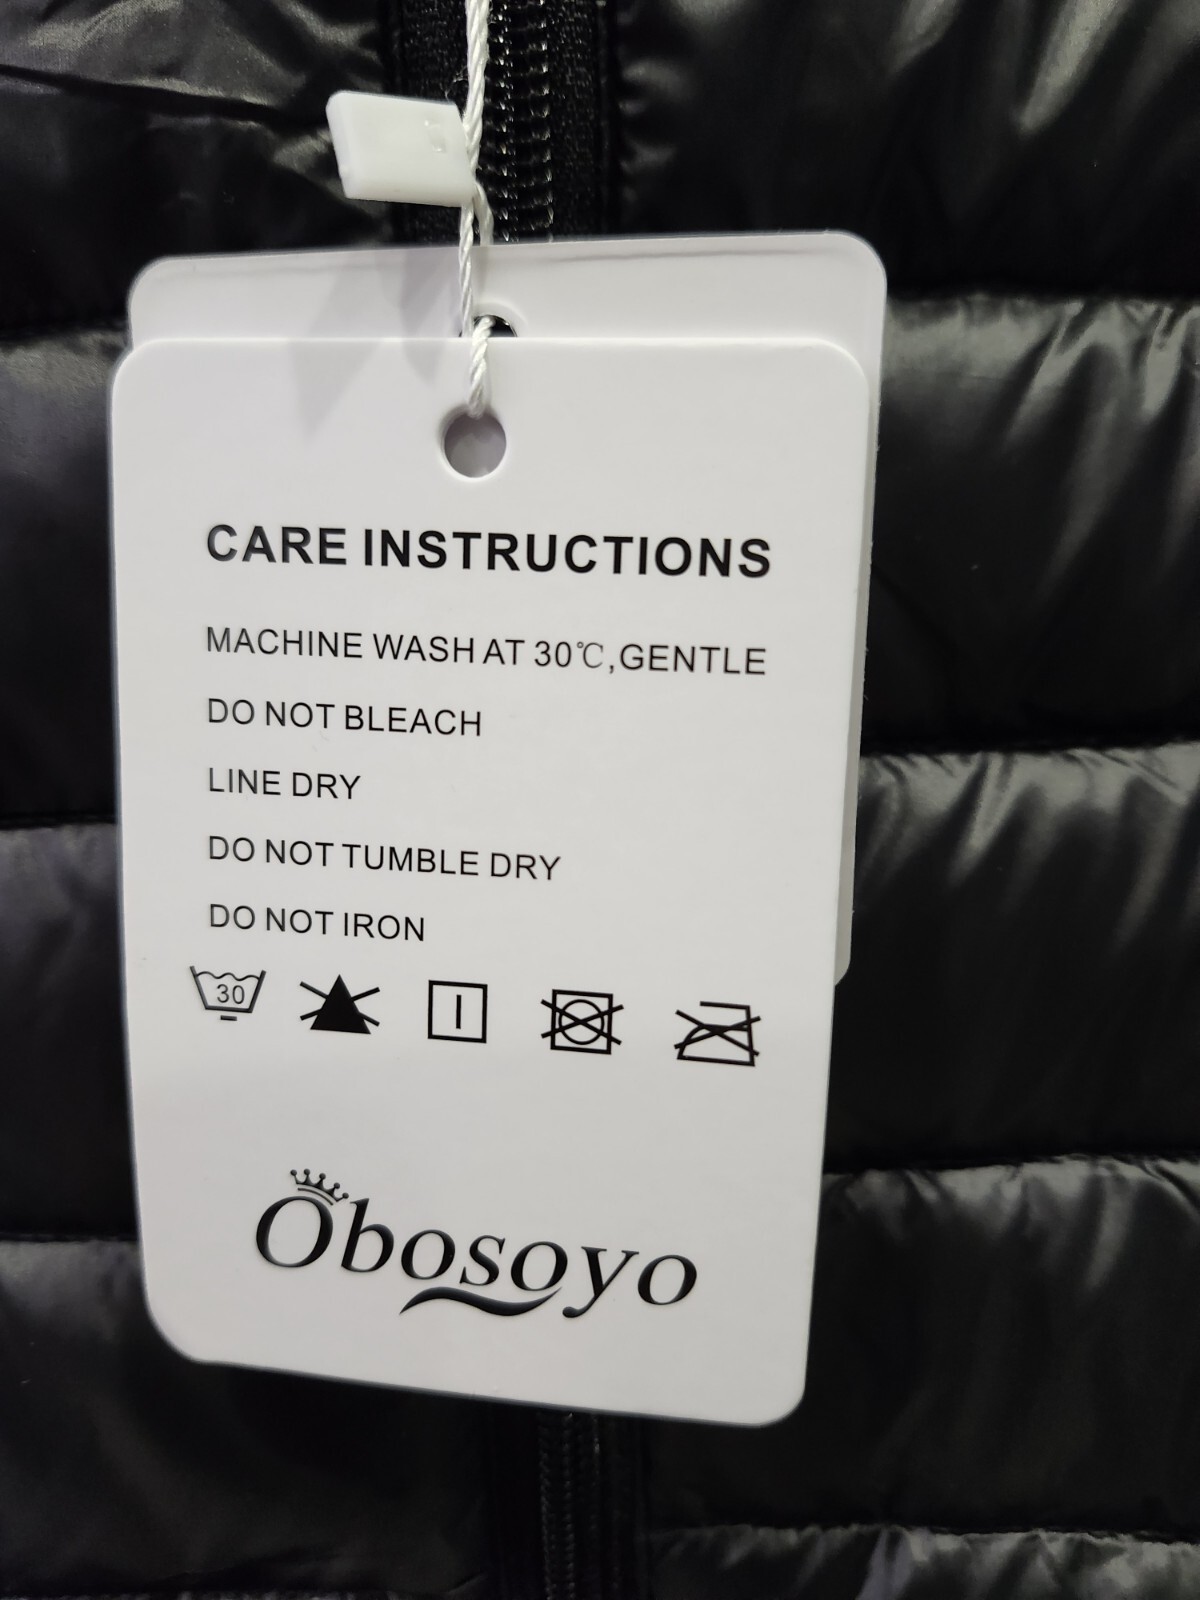 CARE INSTRUCTIONS
MACHINE WASH AT 30℃,GENTLE
DO NOT BLEACH
LINE DRY
DO NOT TUMBLE DRY
DO NOT IRON
30
Obosoyo